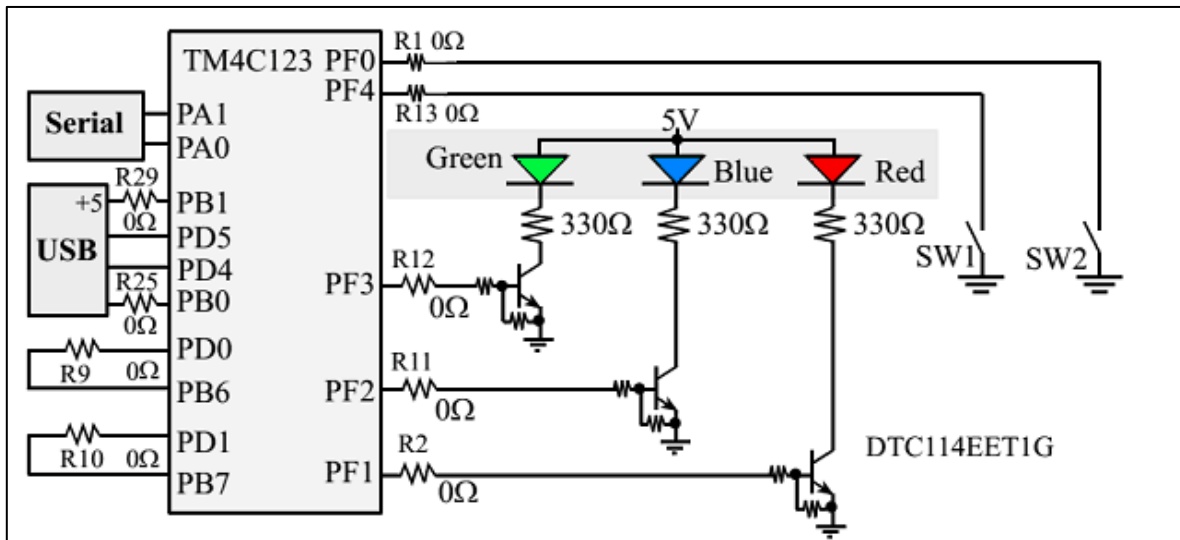 TM4C123
Serial
PA1
PA0
R29
0Ω
+5
USB
PB1
PD5
PD4
R25
0Ω
PB0
R9
0Ω
PD0
PB6
R10
0Ω
PD1
PB7
PF0
R1 0Ω
PF4
R13 0Ω
5V
Green
Blue
Red
330Ω
330Ω
330Ω
SW1
SW2
PF3
R12
0Ω
PF2
R11
0Ω
PF1
R2
0Ω
DTC114EET1G